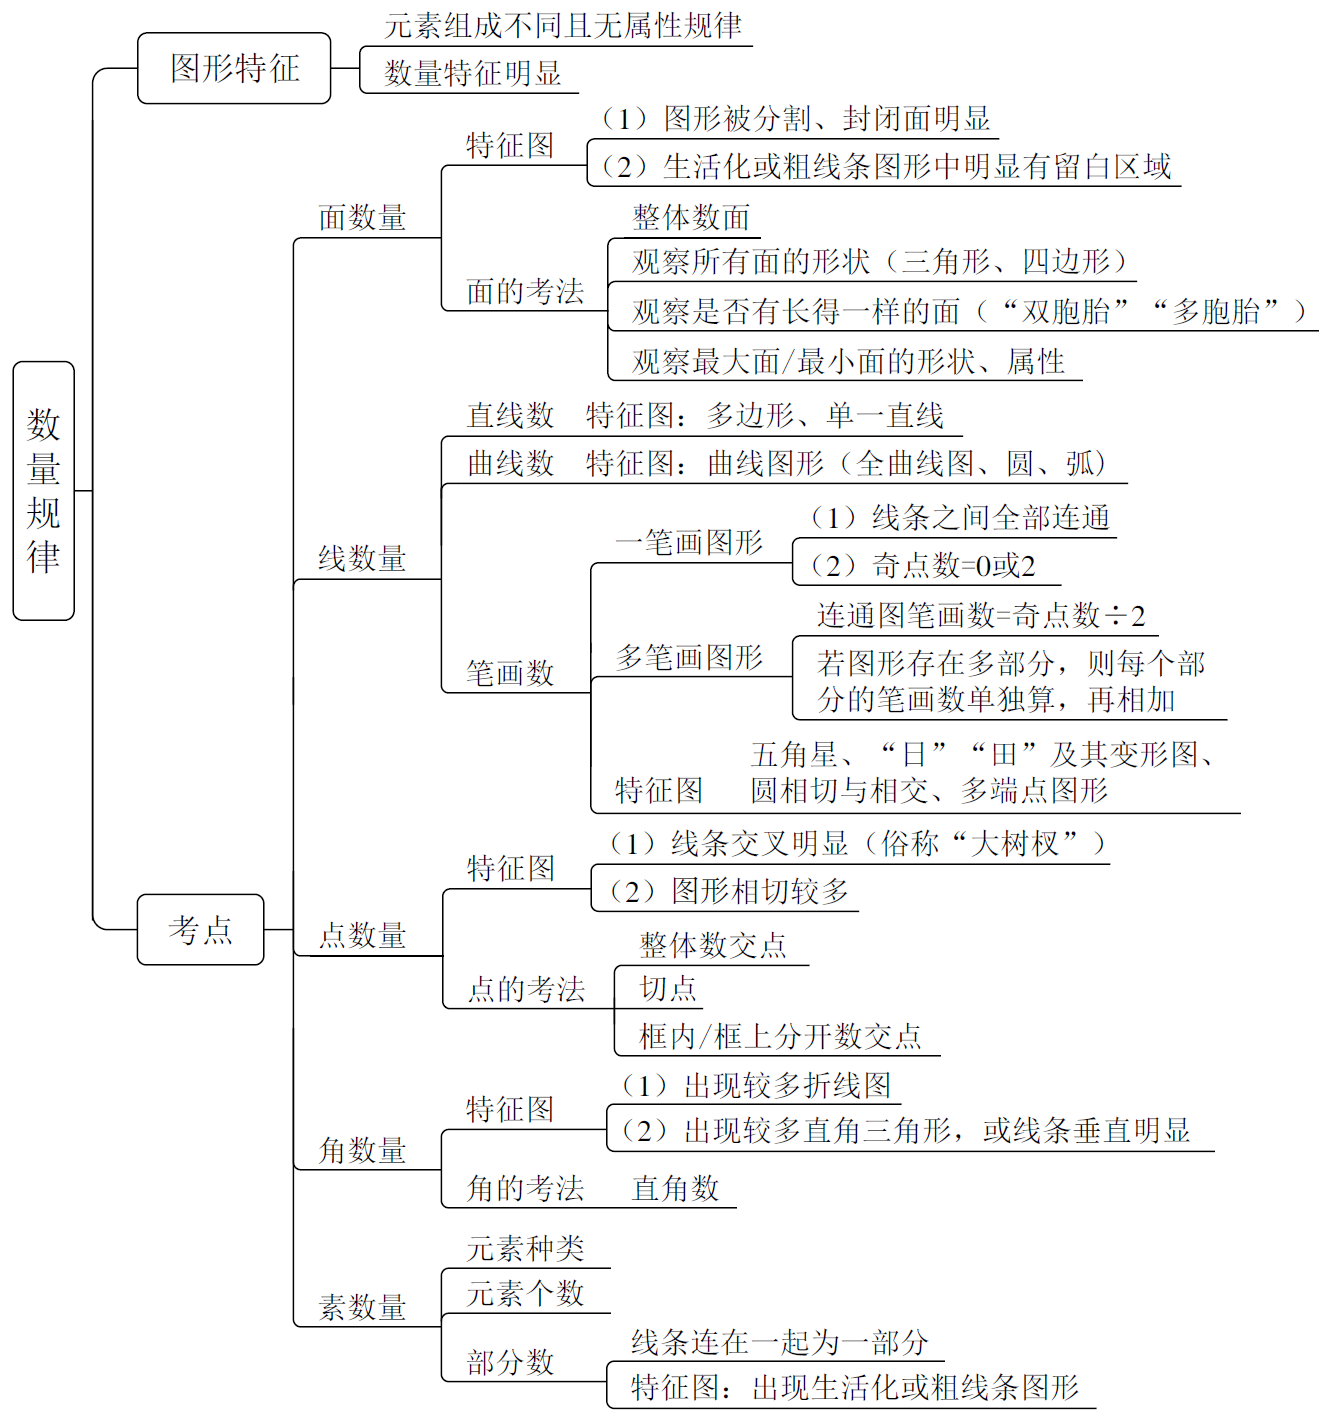 数量规律
图形特征
元素组成不同且无属性规律
数量特征明显
考点
面数量
特征图
（1）图形被分割、封闭面明显
（2）生活化或粗线条图形中明显有留白区域
面的考法
整体数面
观察所有面的形状（三角形、四边形）
观察是否有长得一样的面（“双胞胎”“多胞胎”）
观察最大面/最小面的形状、属性
线数量
直线数 特征图：多边形、单一直线
曲线数 特征图：曲线图形（全曲线图、圆、弧)
笔画数
一笔画图形
（1）线条之间全部连通
（2）奇点数=0或2
多笔画图形
连通图笔画数=奇点数÷2
若图形存在多部分，则每个部
分的笔画数单独算，再相加
特征图
五角星、“日”“田”及其变形图、
圆相切与相交、多端点图形
点数量
特征图
（1）线条交叉明显（俗称“大树杈”）
（2）图形相切较多
点的考法
整体数交点
切点
框内/框上分开数交点
角数量
特征图
（1）出现较多折线图
（2）出现较多直角三角形，或线条垂直明显
角的考法 直角数
素数量
元素种类
元素个数
部分数
线条连在一起为一部分
特征图：出现生活化或粗线条图形